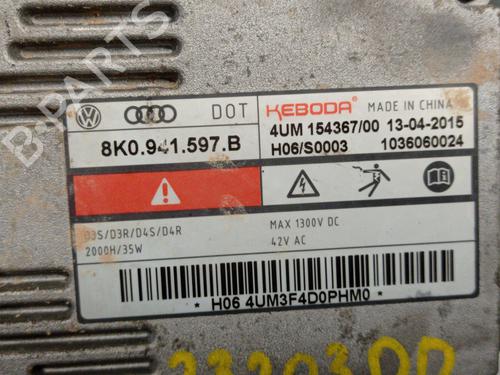 B-PARTS
DOT
KEBODA MADE IN CHINA
8K0.941.597.B
4UM 154367/00 13-04-2015
H06/S0003 1036060024
D3S/D3R/D4S/D4R
2000H/35W
MAX 1300V DC
42V AC
* H06 4UM3F4D0PHM0 *